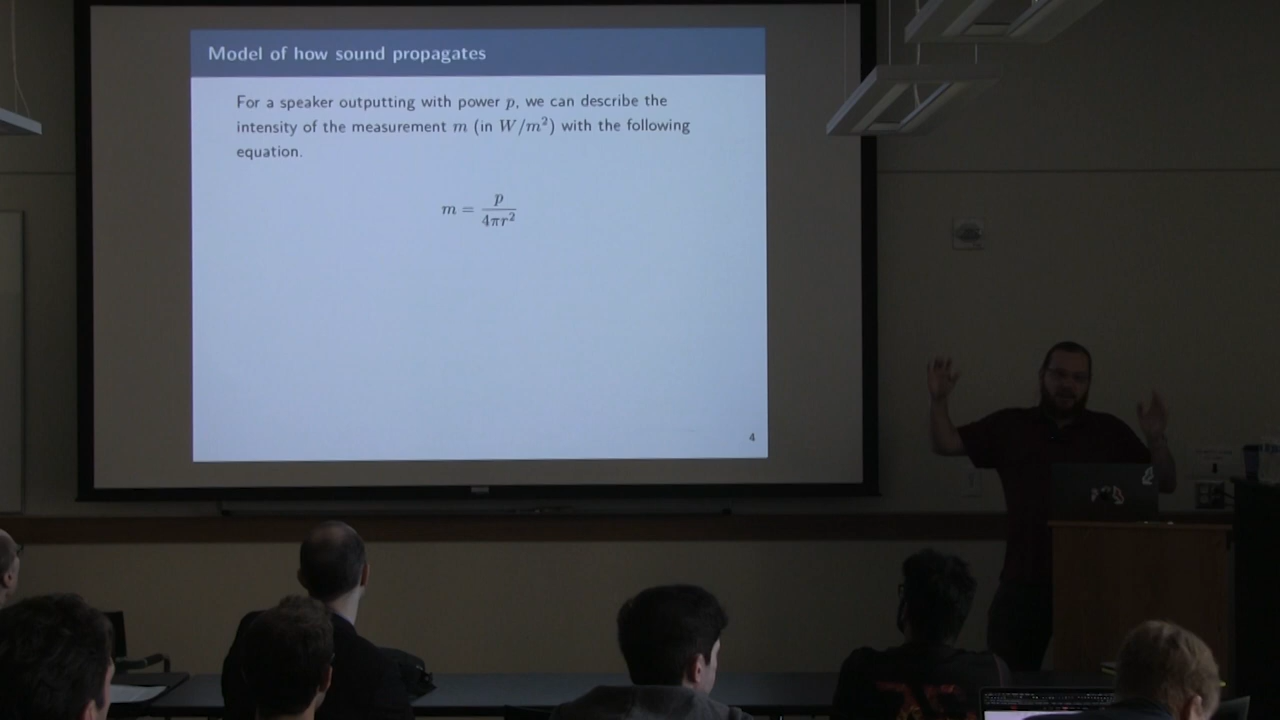 Model of how sound propagates
For a speaker outputting with power p, we can describe the
intensity of the measurement m (in W/m²) with the following
equation.
m = p / 4πr²
4